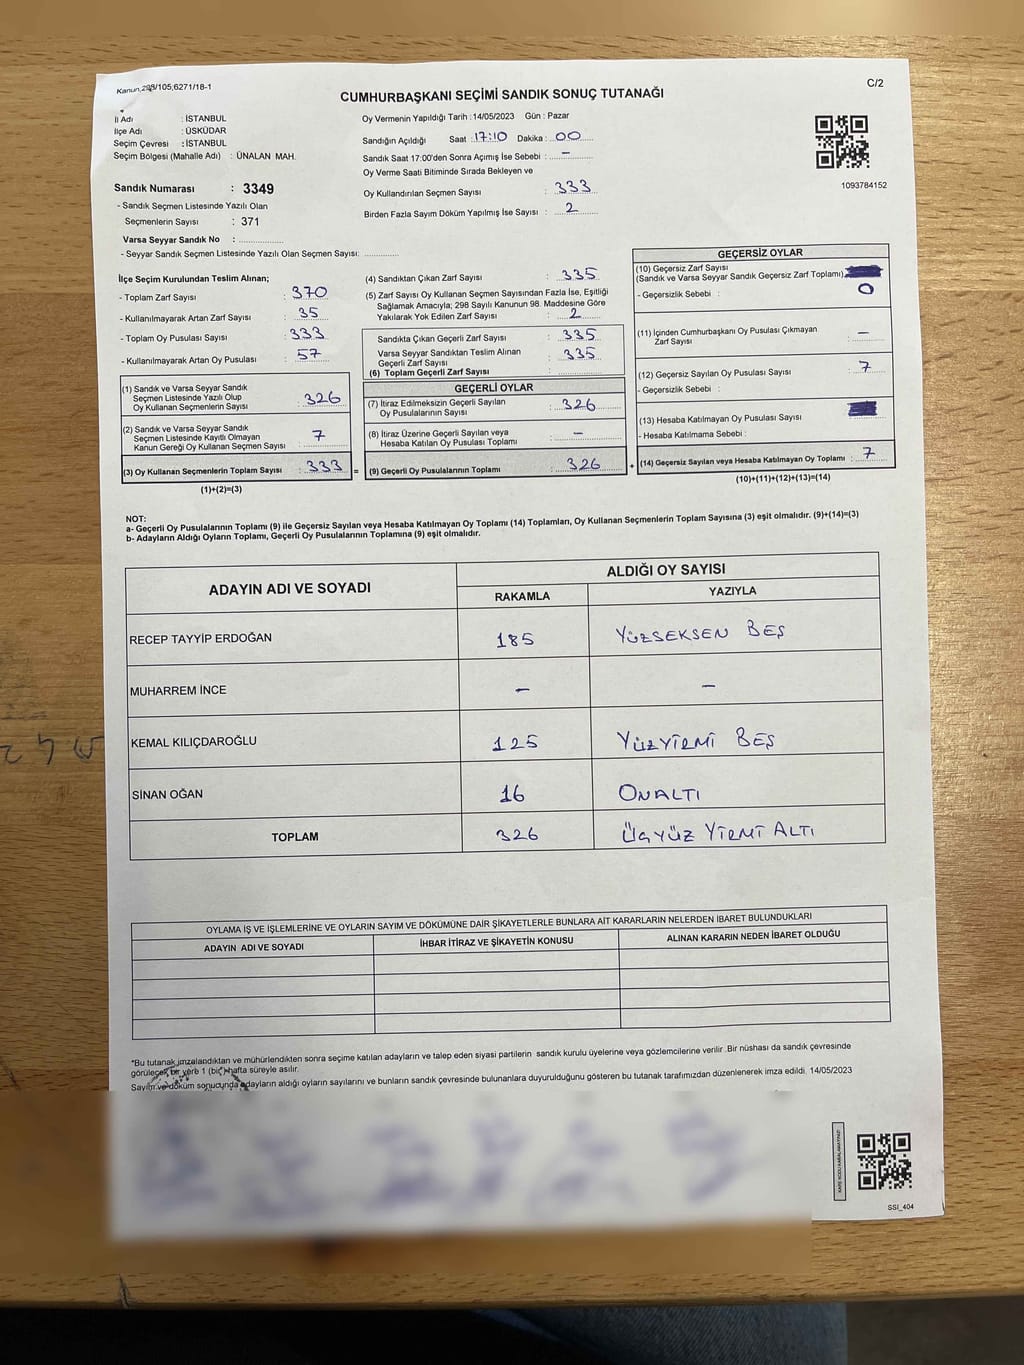 Kanun 298/105,6271/18-1
C/2
CUMHURBAŞKANI SEÇİMİ SANDIK SONUÇ TUTANAĞI
İl Adı : İSTANBUL
İlçe Adı : ÜSKÜDAR
Seçim Çevresi : İSTANBUL
Seçim Bölgesi (Mahalle Adı) : ÜNALAN MAH.
Sandık Numarası : 3349
- Sandık Seçmen Listesinde Yazılı Olan
Seçmenlerin Sayısı : 371
Varsa Seyyar Sandık No : ................
- Seyyar Sandık Seçmen Listesinde Yazılı Olan Seçmen Sayısı: ............
Oy Vermenin Yapıldığı Tarih : 14/05/2023 Gün : Pazar
Sandığın Açıldığı Saat : 17:10 Dakika : 00
Sandık Saat 17:00'den Sonra Açımış İse Sebebi : –
Oy Verme Saati Bitiminde Sırada Bekleyen ve
Oy Kullandırılan Seçmen Sayısı : 333
Birden Fazla Sayım Döküm Yapılmış İse Sayısı : 2
1093784152
İlçe Seçim Kurulundan Teslim Alınan;
- Toplam Zarf Sayısı : 370
- Kullanılmayarak Artan Zarf Sayısı : 35
- Toplam Oy Pusulası Sayısı : 333
- Kullanılmayarak Artan Oy Pusulası : 57
(1) Sandık ve Varsa Seyyar Sandık
Seçmen Listesinde Yazılı Olup
Oy Kullanan Seçmenlerin Sayısı : 326
(2) Sandık ve Varsa Seyyar Sandık
Seçmen Listesinde Kayıtlı Olmayan
Kanun Gereği Oy Kullanan Seçmen Sayısı : 7
(3) Oy Kullanan Seçmenlerin Toplam Sayısı : 333
(1)+(2)=(3)
=
(4) Sandıktan Çıkan Zarf Sayısı : 335
(5) Zarf Sayısı Oy Kullanan Seçmen Sayısından Fazla İse, Eşitliği
Sağlamak Amacıyla; 298 Sayılı Kanunun 98. Maddesine Göre
Yakılarak Yok Edilen Zarf Sayısı : 2
Sandıkta Çıkan Geçerli Zarf Sayısı : 335
Varsa Seyyar Sandıktan Teslim Alınan : 335
Geçerli Zarf Sayısı
(6) Toplam Geçerli Zarf Sayısı :
GEÇERLİ OYLAR
(7) İtiraz Edilmeksizin Geçerli Sayılan
Oy Pusulalarının Sayısı : 326
(8) İtiraz Üzerine Geçerli Sayılan veya
Hesaba Katılan Oy Pusulası Toplamı : –
(9) Geçerli Oy Pusulalarının Toplamı : 326
+
GEÇERSİZ OYLAR
(10) Geçersiz Zarf Sayısı
(Sandık ve Varsa Seyyar Sandık Geçersiz Zarf Toplamı)
- Geçersizlik Sebebi : 0
(11) İçinden Cumhurbaşkanı Oy Pusulası Çıkmayan
Zarf Sayısı : –
(12) Geçersiz Sayılan Oy Pusulası Sayısı : 7
- Geçersizlik Sebebi :
(13) Hesaba Katılmayan Oy Pusulası Sayısı :
- Hesaba Katılmama Sebebi :
(14) Geçersiz Sayılan veya Hesaba Katılmayan Oy Toplamı : 7
(10)+(11)+(12)+(13)=(14)
NOT:
a- Geçerli Oy Pusulalarının Toplamı (9) ile Geçersiz Sayılan veya Hesaba Katılmayan Oy Toplamı (14) Toplamları, Oy Kullanan Seçmenlerin Toplam Sayısına (3) eşit olmalıdır. (9)+(14)=(3)
b- Adayların Aldığı Oyların Toplamı, Geçerli Oy Pusulalarının Toplamına (9) eşit olmalıdır.
ADAYIN ADI VE SOYADI
ALDIĞI OY SAYISI
RAKAMLA YAZIYLA
RECEP TAYYİP ERDOĞAN 185 YÜZSEKSEN BEŞ
MUHARREM İNCE – –
KEMAL KILIÇDAROĞLU 125 YÜZYİRMİ BEŞ
SİNAN OĞAN 16 ONALTI
TOPLAM 326 ÜÇYÜZ YİRMİ ALTI
OYLAMA İŞ VE İŞLEMLERİNE VE OYLARIN SAYIM VE DÖKÜMÜNE DAİR ŞİKAYETLERLE BUNLARA AİT KARARLARIN NELERDEN İBARET BULUNDUKLARI
ADAYIN ADI VE SOYADI İHBAR İTİRAZ VE ŞİKAYETİN KONUSU ALINAN KARARIN NEDEN İBARET OLDUĞU
*Bu tutanak imzalandıktan ve mühürlendikten sonra seçime katılan adayların ve talep eden siyasi partilerin sandık kurulu üyelerine veya gözlemcilerine verilir .Bir nüshası da sandık çevresinde
görülecek bir yere 1 (bir) hafta süreyle asılır.
Sayım ve döküm sonucunda adayların aldığı oyların sayılarını ve bunların sandık çevresinde bulunanlara duyurulduğunu gösteren bu tutanak tarafımızdan düzenlenerek imza edildi. 14/05/2023
SSI_404